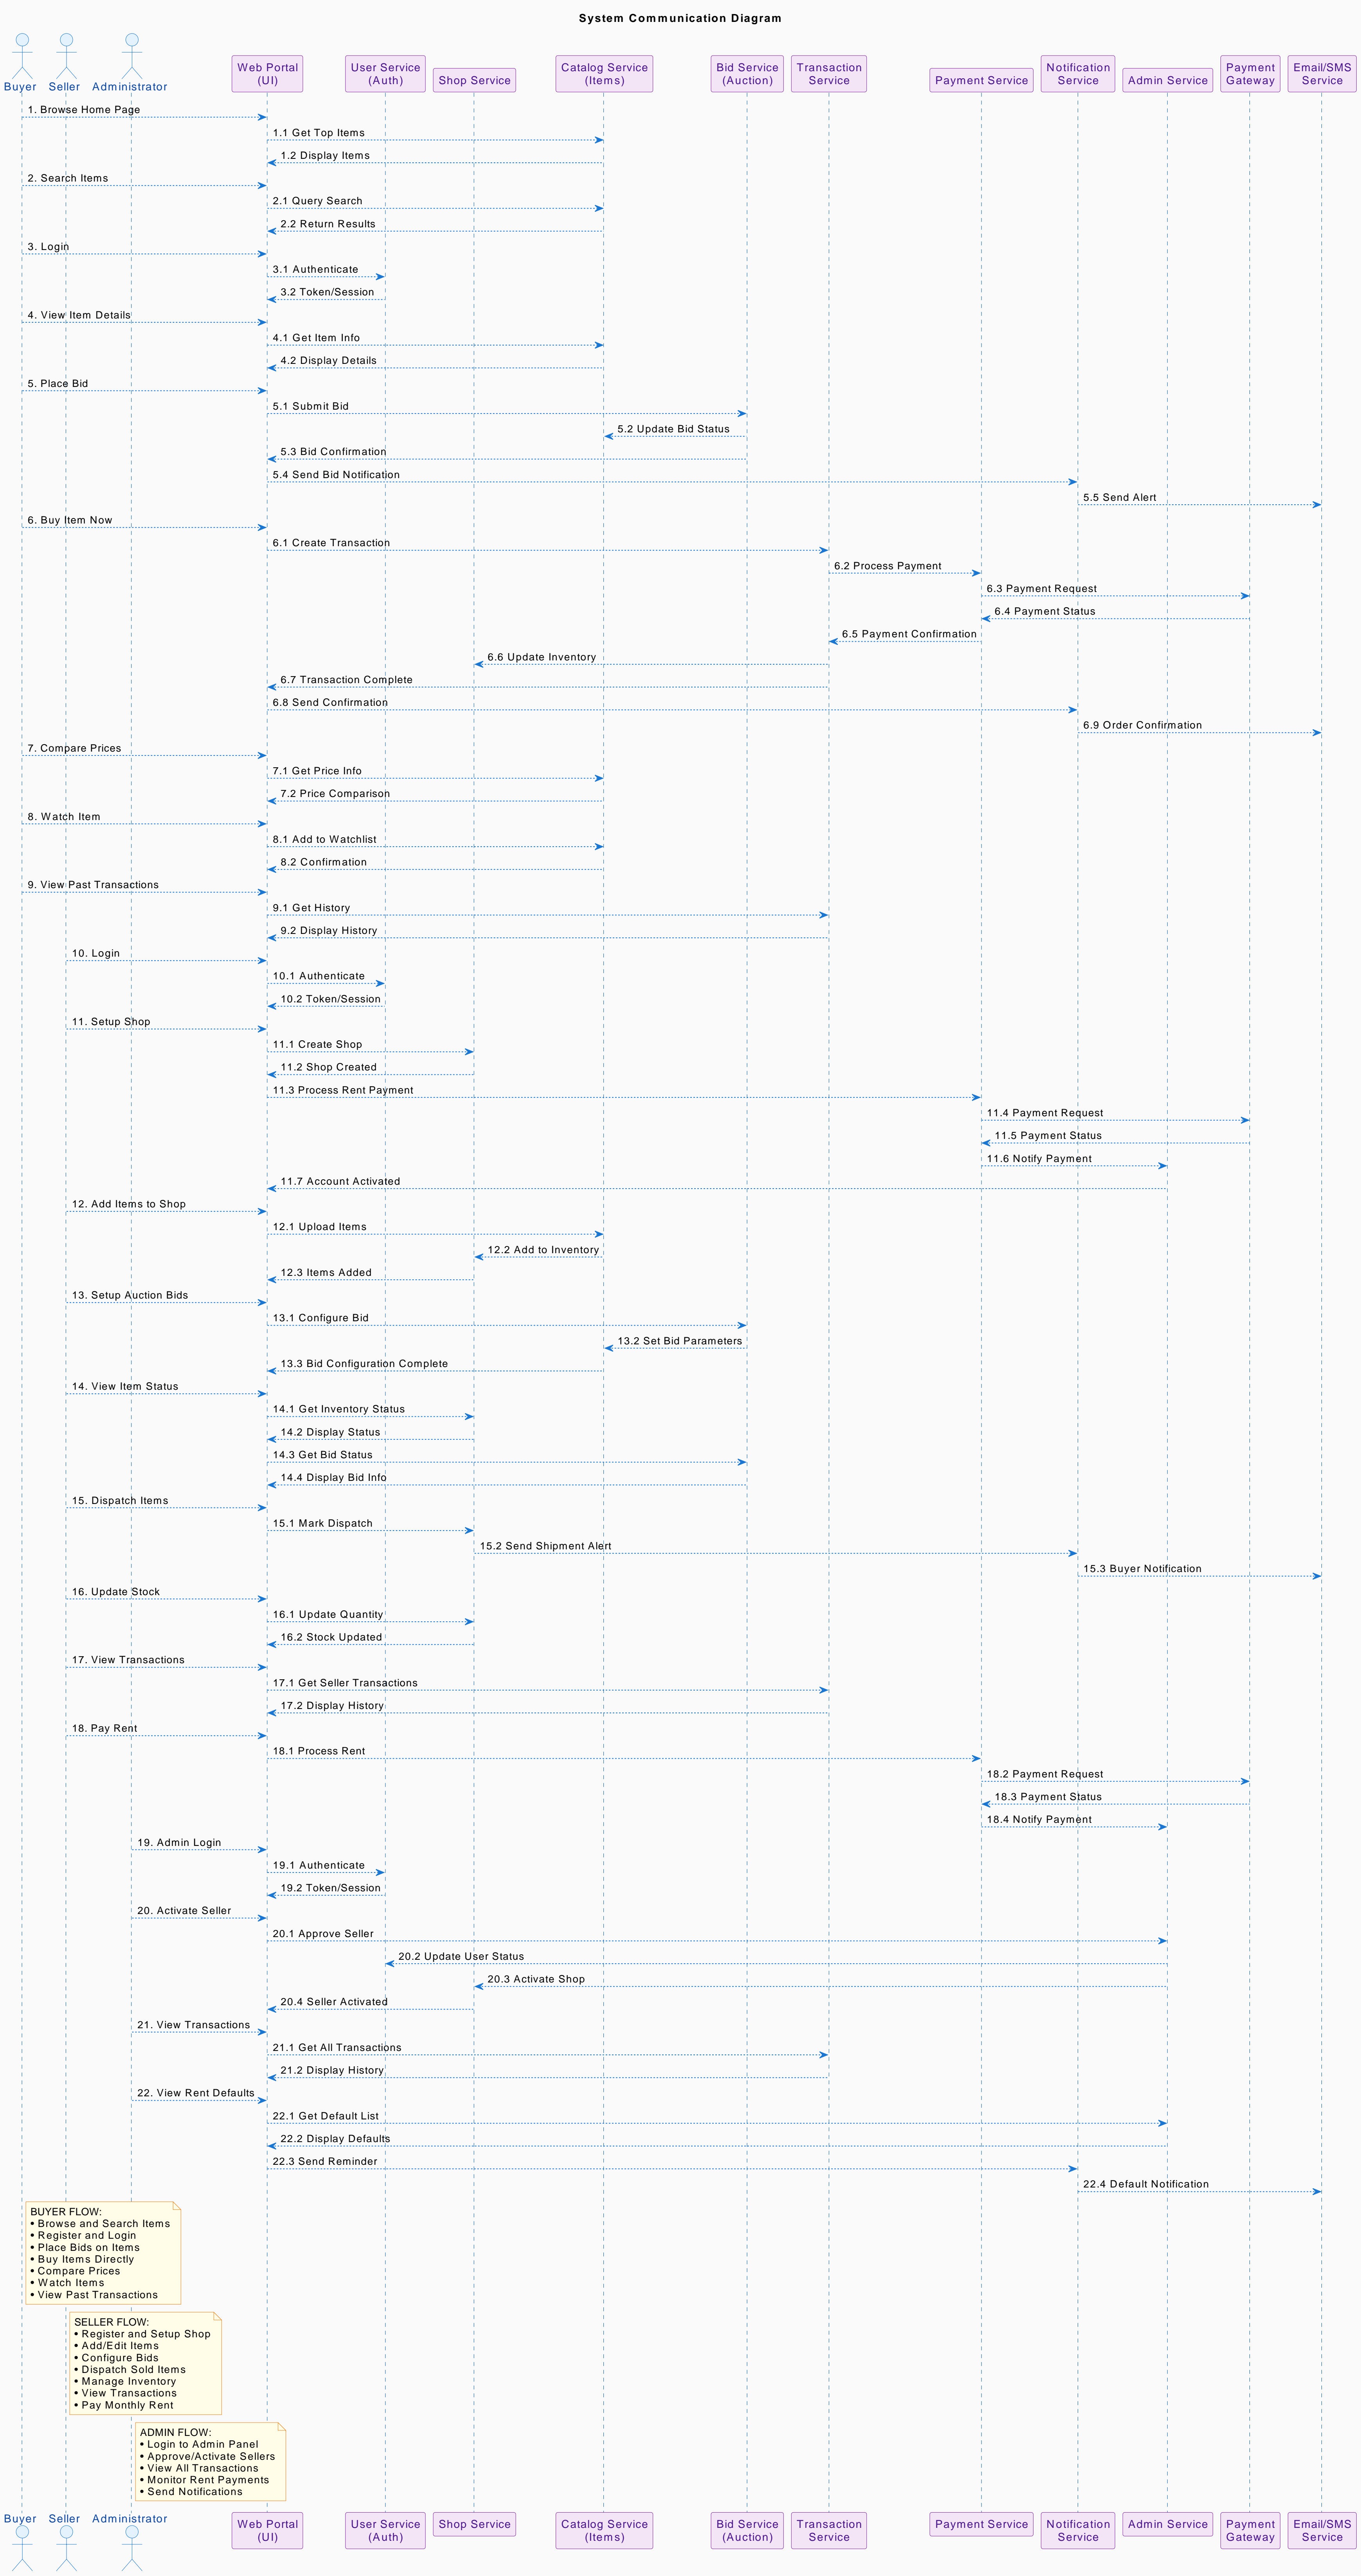 System Communication Diagram
Buyer
Seller
Administrator
Web Portal
(UI)
User Service
(Auth)
Shop Service
Catalog Service
(Items)
Bid Service
(Auction)
Transaction
Service
Payment Service
Notification
Service
Admin Service
Payment
Gateway
Email/SMS
Service
1. Browse Home Page
1.1 Get Top Items
1.2 Display Items
2. Search Items
2.1 Query Search
2.2 Return Results
3. Login
3.1 Authenticate
3.2 Token/Session
4. View Item Details
4.1 Get Item Info
4.2 Display Details
5. Place Bid
5.1 Submit Bid
5.2 Update Bid Status
5.3 Bid Confirmation
5.4 Send Bid Notification
5.5 Send Alert
6. Buy Item Now
6.1 Create Transaction
6.2 Process Payment
6.3 Payment Request
6.4 Payment Status
6.5 Payment Confirmation
6.6 Update Inventory
6.7 Transaction Complete
6.8 Send Confirmation
6.9 Order Confirmation
7. Compare Prices
7.1 Get Price Info
7.2 Price Comparison
8. Watch Item
8.1 Add to Watchlist
8.2 Confirmation
9. View Past Transactions
9.1 Get History
9.2 Display History
10. Login
10.1 Authenticate
10.2 Token/Session
11. Setup Shop
11.1 Create Shop
11.2 Shop Created
11.3 Process Rent Payment
11.4 Payment Request
11.5 Payment Status
11.6 Notify Payment
11.7 Account Activated
12. Add Items to Shop
12.1 Upload Items
12.2 Add to Inventory
12.3 Items Added
13. Setup Auction Bids
13.1 Configure Bid
13.2 Set Bid Parameters
13.3 Bid Configuration Complete
14. View Item Status
14.1 Get Inventory Status
14.2 Display Status
14.3 Get Bid Status
14.4 Display Bid Info
15. Dispatch Items
15.1 Mark Dispatch
15.2 Send Shipment Alert
15.3 Buyer Notification
16. Update Stock
16.1 Update Quantity
16.2 Stock Updated
17. View Transactions
17.1 Get Seller Transactions
17.2 Display History
18. Pay Rent
18.1 Process Rent
18.2 Payment Request
18.3 Payment Status
18.4 Notify Payment
19. Admin Login
19.1 Authenticate
19.2 Token/Session
20. Activate Seller
20.1 Approve Seller
20.2 Update User Status
20.3 Activate Shop
20.4 Seller Activated
21. View Transactions
21.1 Get All Transactions
21.2 Display History
22. View Rent Defaults
22.1 Get Default List
22.2 Display Defaults
22.3 Send Reminder
22.4 Default Notification
BUYER FLOW:
• Browse and Search Items
• Register and Login
• Place Bids on Items
• Buy Items Directly
• Compare Prices
• Watch Items
• View Past Transactions
SELLER FLOW:
• Register and Setup Shop
• Add/Edit Items
• Configure Bids
• Dispatch Sold Items
• Manage Inventory
• View Transactions
• Pay Monthly Rent
ADMIN FLOW:
• Login to Admin Panel
• Approve/Activate Sellers
• View All Transactions
• Monitor Rent Payments
• Send Notifications
Buyer
Seller
Administrator
Web Portal
(UI)
User Service
(Auth)
Shop Service
Catalog Service
(Items)
Bid Service
(Auction)
Transaction
Service
Payment Service
Notification
Service
Admin Service
Payment
Gateway
Email/SMS
Service